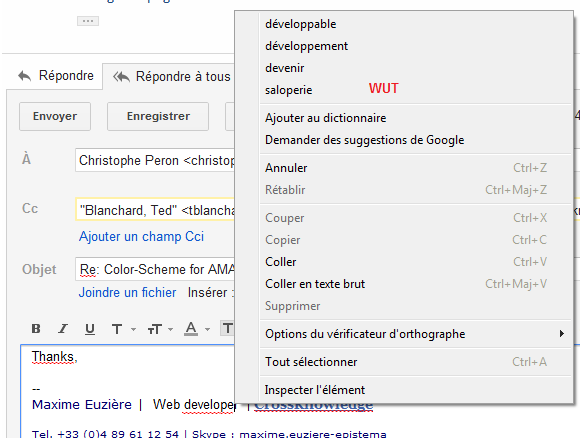 développable
développement
devenir
saloperie WUT
Ajouter au dictionnaire
Demander des suggestions de Google
Annuler Ctrl+Z
Rétablir Ctrl+Maj+Z
Couper Ctrl+X
Copier Ctrl+C
Coller Ctrl+V
Coller en texte brut Ctrl+Maj+V
Supprimer
Options du vérificateur d'orthographe
Tout sélectionner Ctrl+A
Inspecter l'élément
Répondre Répondre à tous
Envoyer Enregistrer
À Christophe Peron <christop
Cc "Blanchard, Ted" <tblancha
Ajouter un champ Cci
Objet Re: Color-Scheme for AMA
Joindre un fichier Insérer :
B I U T TT A T
Thanks,
--
Maxime Euzière | Web developer | Crossknowledge
Tel. +33 (0)4 89 61 12 54 | Skype : maxime.euziere-epistema